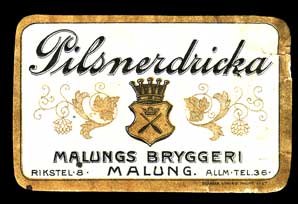 Pilsnerdricka
MALUNGS BRYGGERI
RIKSTEL·8· MALUNG. ALLM·TEL·36·